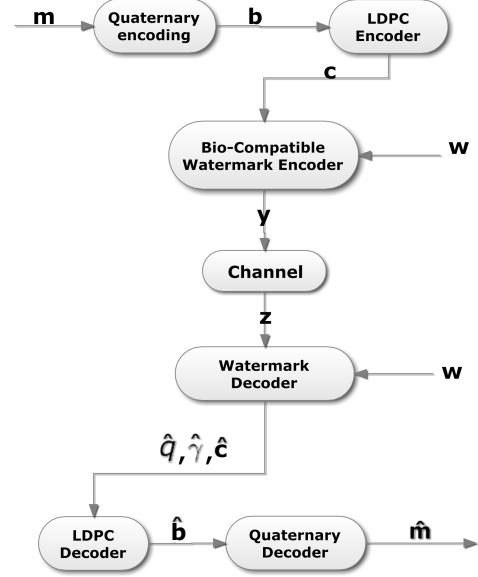 m
Quaternary
encoding
b
LDPC
Encoder
c
Bio-Compatible
Watermark Encoder
w
y
Channel
z
Watermark
Decoder
w
q̂,γ̂,ĉ
LDPC
Decoder
b̂
Quaternary
Decoder
m̂